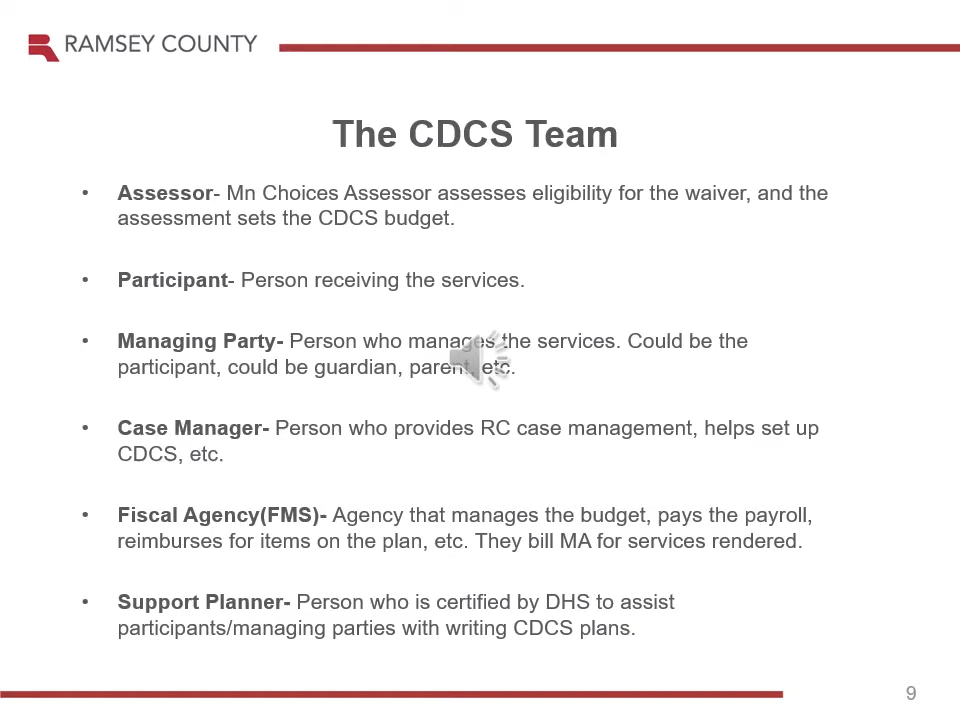 RAMSEY COUNTY
The CDCS Team
• Assessor- Mn Choices Assessor assesses eligibility for the waiver, and the
assessment sets the CDCS budget.
• Participant- Person receiving the services.
• Managing Party- Person who manages the services. Could be the
participant, could be guardian, parent, etc.
• Case Manager- Person who provides RC case management, helps set up
CDCS, etc.
• Fiscal Agency(FMS)- Agency that manages the budget, pays the payroll,
reimburses for items on the plan, etc. They bill MA for services rendered.
• Support Planner- Person who is certified by DHS to assist
participants/managing parties with writing CDCS plans.
9